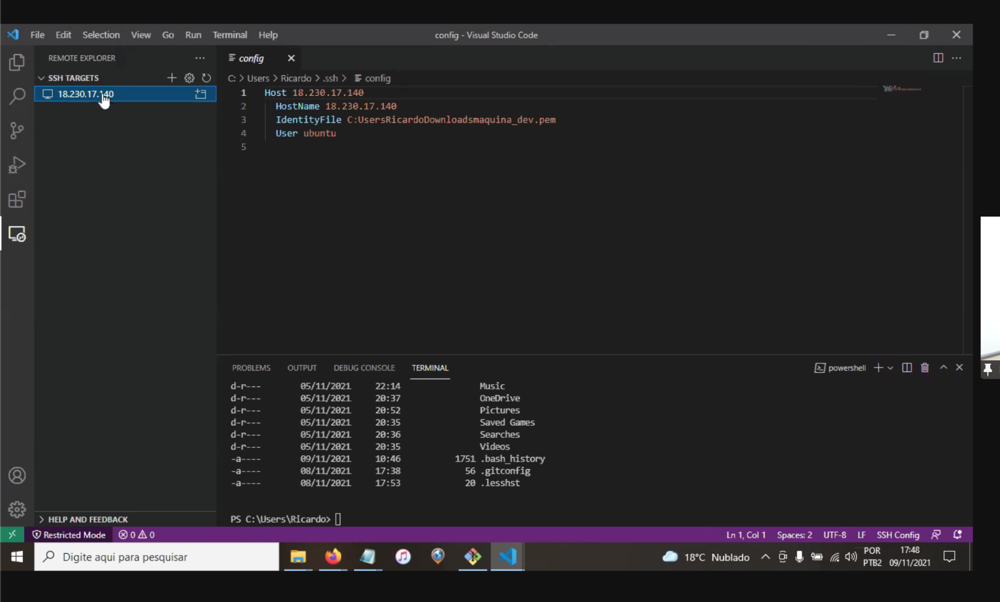 File Edit Selection View Go Run Terminal Help
config - Visual Studio Code
REMOTE EXPLORER
SSH TARGETS
18.230.17.140
config
C: > Users > Ricardo > .ssh > config
1 Host 18.230.17.140
2 HostName 18.230.17.140
3 IdentityFile C:UsersRicardoDownloadsmaquina_dev.pem
4 User ubuntu
5
PROBLEMS OUTPUT DEBUG CONSOLE TERMINAL
powershell
d-r--- 05/11/2021 22:14 Music
d-r--- 05/11/2021 20:37 OneDrive
d-r--- 05/11/2021 20:52 Pictures
d-r--- 05/11/2021 20:35 Saved Games
d-r--- 05/11/2021 20:36 Searches
d-r--- 05/11/2021 20:35 Videos
-a---- 09/11/2021 10:46 1751 .bash_history
-a---- 08/11/2021 17:38 56 .gitconfig
-a---- 08/11/2021 17:53 20 .lesshst
PS C:\Users\Ricardo>
HELP AND FEEDBACK
Restricted Mode 0 0
Ln 1, Col 1 Spaces: 2 UTF-8 LF SSH Config
Digite aqui para pesquisar
18°C Nublado
POR
PTB2
17:48
09/11/2021